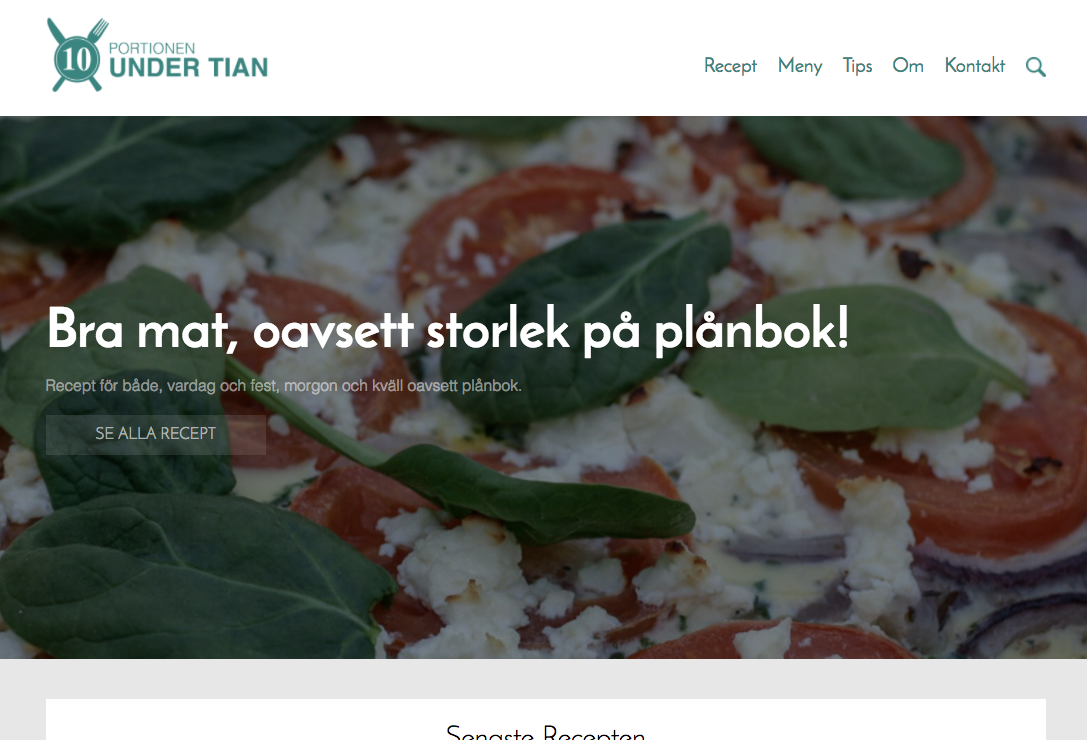 10
PORTIONEN
UNDER TIAN
Recept Meny Tips Om Kontakt
Bra mat, oavsett storlek på plånbok!
Recept för både, vardag och fest, morgon och kväll oavsett plånbok.
SE ALLA RECEPT
Senaste Recepten